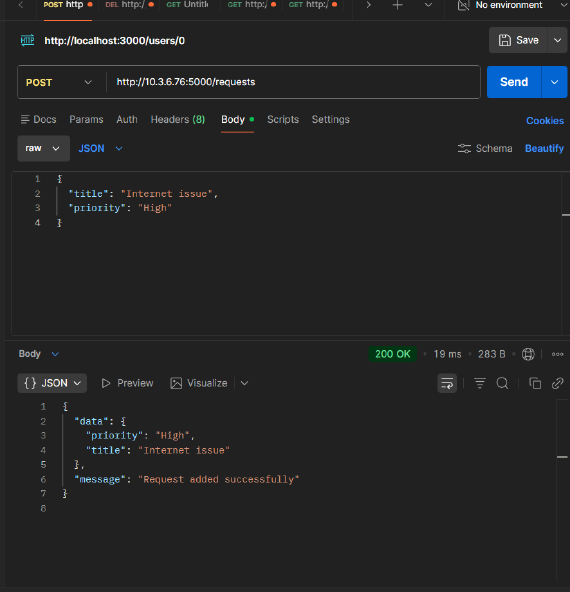 POST http DEL http:/ GET Untitl GET http:/ GET http:/ No environment
HTTP http://localhost:3000/users/0 Save
POST http://10.3.6.76:5000/requests Send
Docs Params Auth Headers (8) Body Scripts Settings Cookies
raw JSON Schema Beautify
1 {
2 "title": "Internet issue",
3 "priority": "High"
4 }
Body 200 OK 19 ms 283 B
{} JSON Preview Visualize
1 {
2 "data": {
3 "priority": "High",
4 "title": "Internet issue"
5 },
6 "message": "Request added successfully"
7 }
8